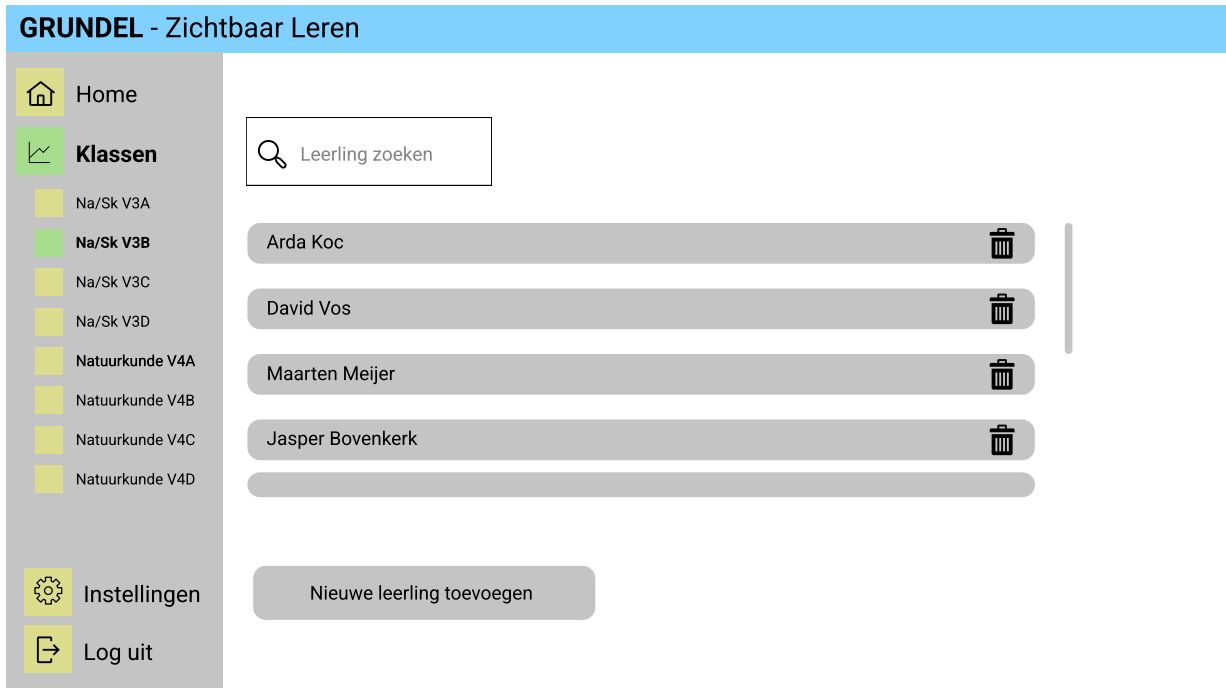 GRUNDEL - Zichtbaar Leren
Home
Klassen
Na/Sk V3A
Na/Sk V3B
Na/Sk V3C
Na/Sk V3D
Natuurkunde V4A
Natuurkunde V4B
Natuurkunde V4C
Natuurkunde V4D
Instellingen
Log uit
Leerling zoeken
Arda Koc
David Vos
Maarten Meijer
Jasper Bovenkerk
Nieuwe leerling toevoegen